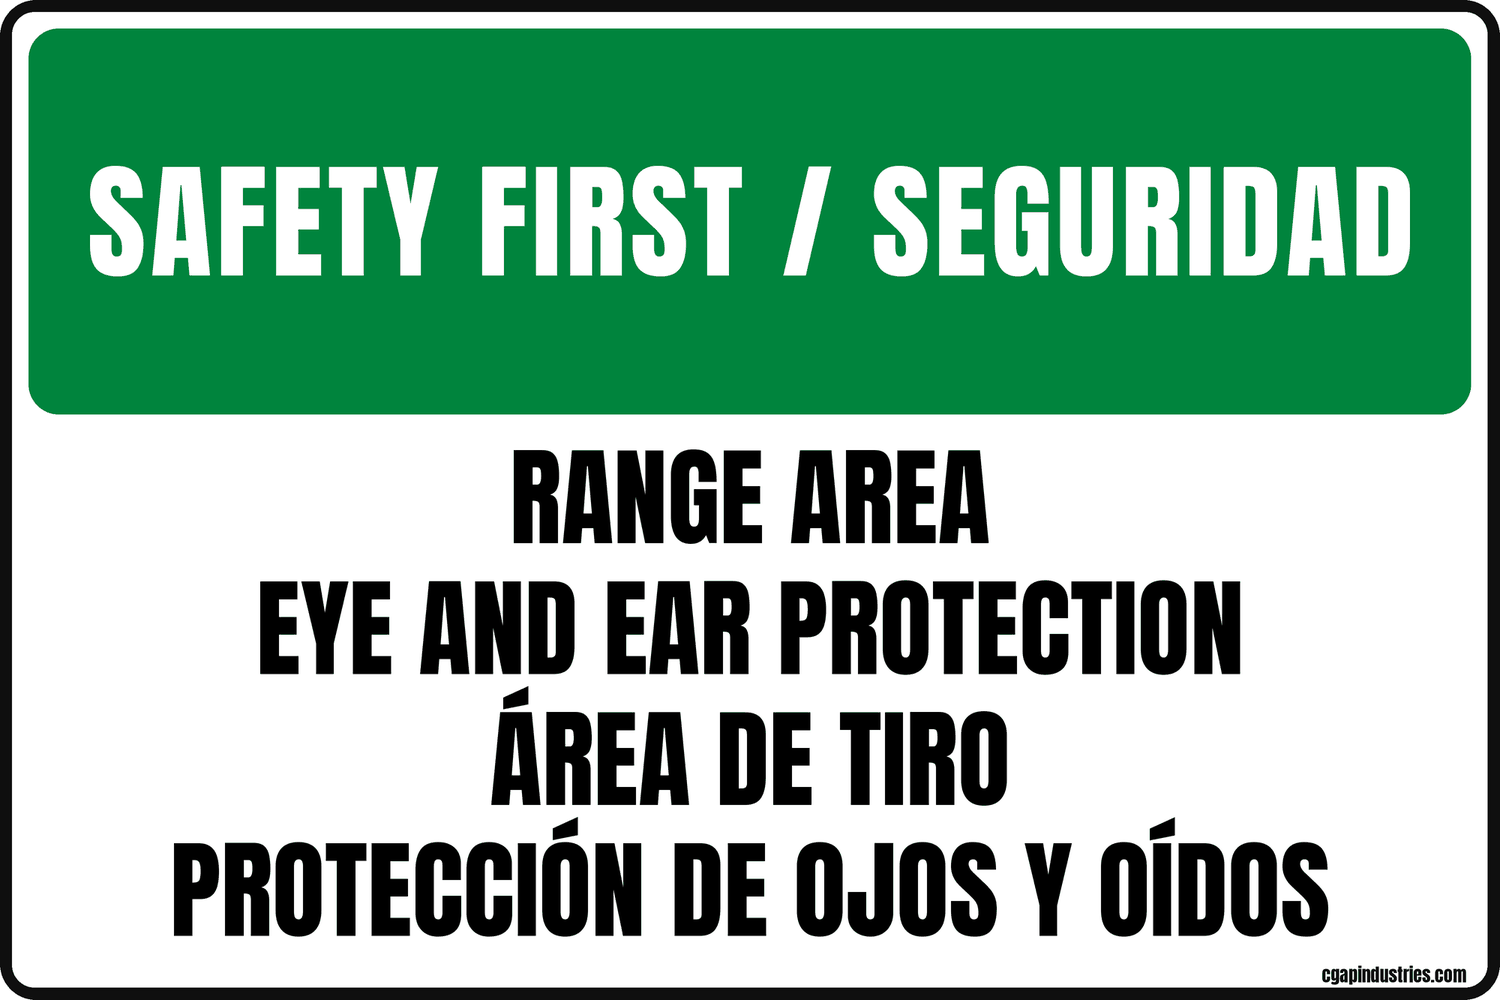 SAFETY FIRST / SEGURIDAD
RANGE AREA
EYE AND EAR PROTECTION
ÁREA DE TIRO
PROTECCIÓN DE OJOS Y OÍDOS
cgapindustries.com